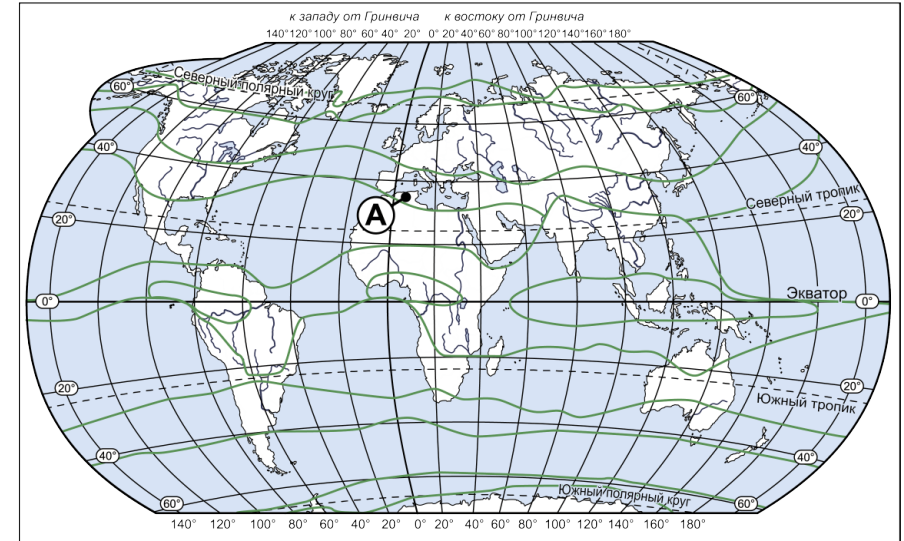 к западу от Гринвича к востоку от Гринвича
140° 120° 100° 80° 60° 40° 20° 0° 20° 40° 60° 80° 100° 120° 140° 160° 180°
Северный полярный круг
60° 60°
40° 40°
Северный тропик
А
20° 20°
Экватор
0° 0°
20° 20°
Южный тропик
40° 40°
Южный полярный круг
60° 60°
140° 120° 100° 80° 60° 40° 20° 0° 20° 40° 60° 80° 100° 120° 140° 160° 180°